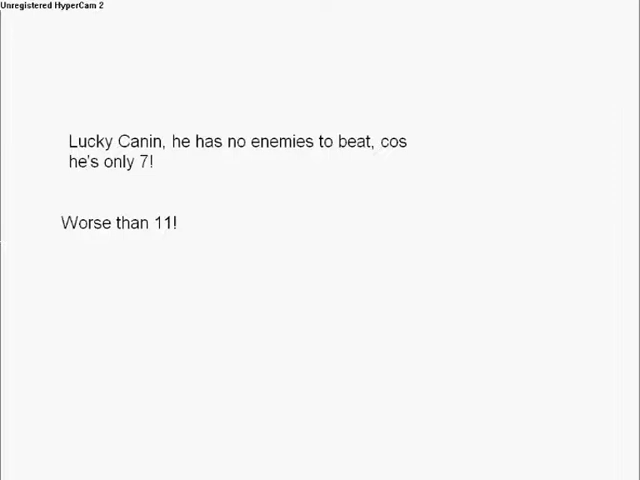 Unregistered HyperCam 2
Lucky Canin, he has no enemies to beat, cos
he's only 7!
Worse than 11!